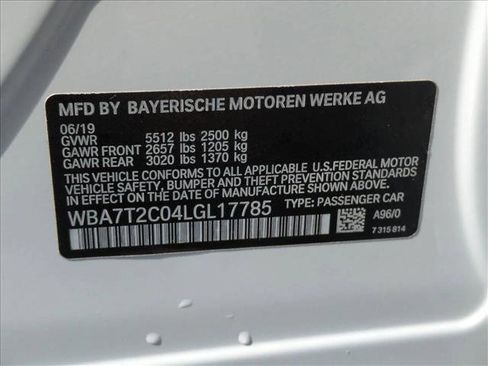 MFD BY BAYERISCHE MOTOREN WERKE AG
06/19
GVWR 5512 lbs 2500 kg
GAWR FRONT 2657 lbs 1205 kg
GAWR REAR 3020 lbs 1370 kg
THIS VEHICLE CONFORMS TO ALL APPLICABLE U.S.FEDERAL MOTOR
VEHICLE SAFETY, BUMPER AND THEFT PREVENTION STANDARDS
IN EFFECT ON THE DATE OF MANUFACTURE SHOWN ABOVE.
WBA7T2C04LGL17785 TYPE: PASSENGER CAR
A96/0
7 315 814